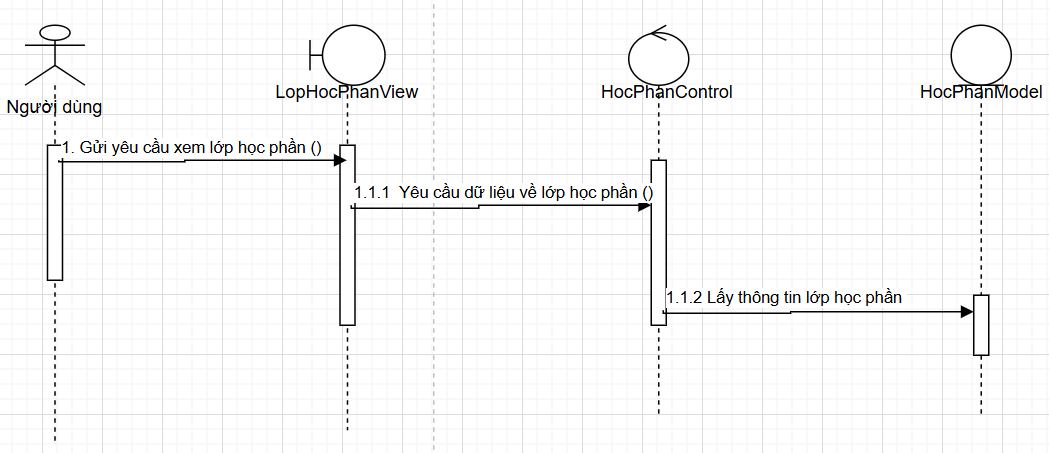 Người dùng
LopHocPhanView
HocPhanControl
HocPhanModel
1. Gửi yêu cầu xem lớp học phần ()
1.1.1 Yêu cầu dữ liệu về lớp học phần ()
1.1.2 Lấy thông tin lớp học phần